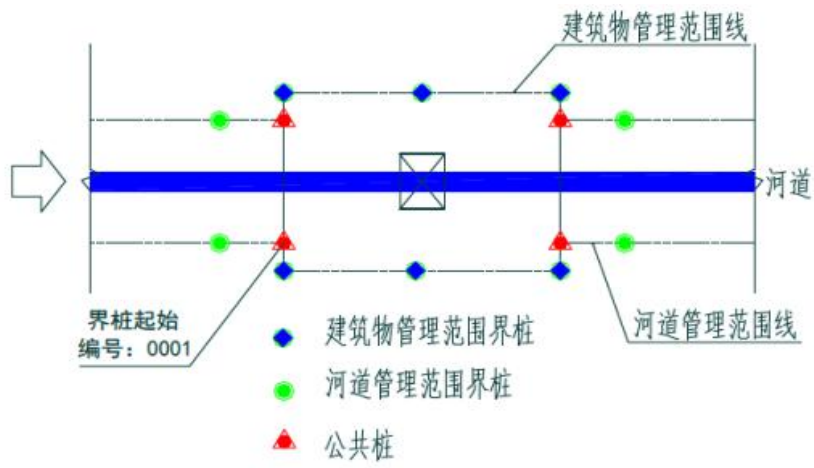 建筑物管理范围线
河道
界桩起始
编号：0001
河道管理范围线
建筑物管理范围界桩
河道管理范围界桩
公共桩